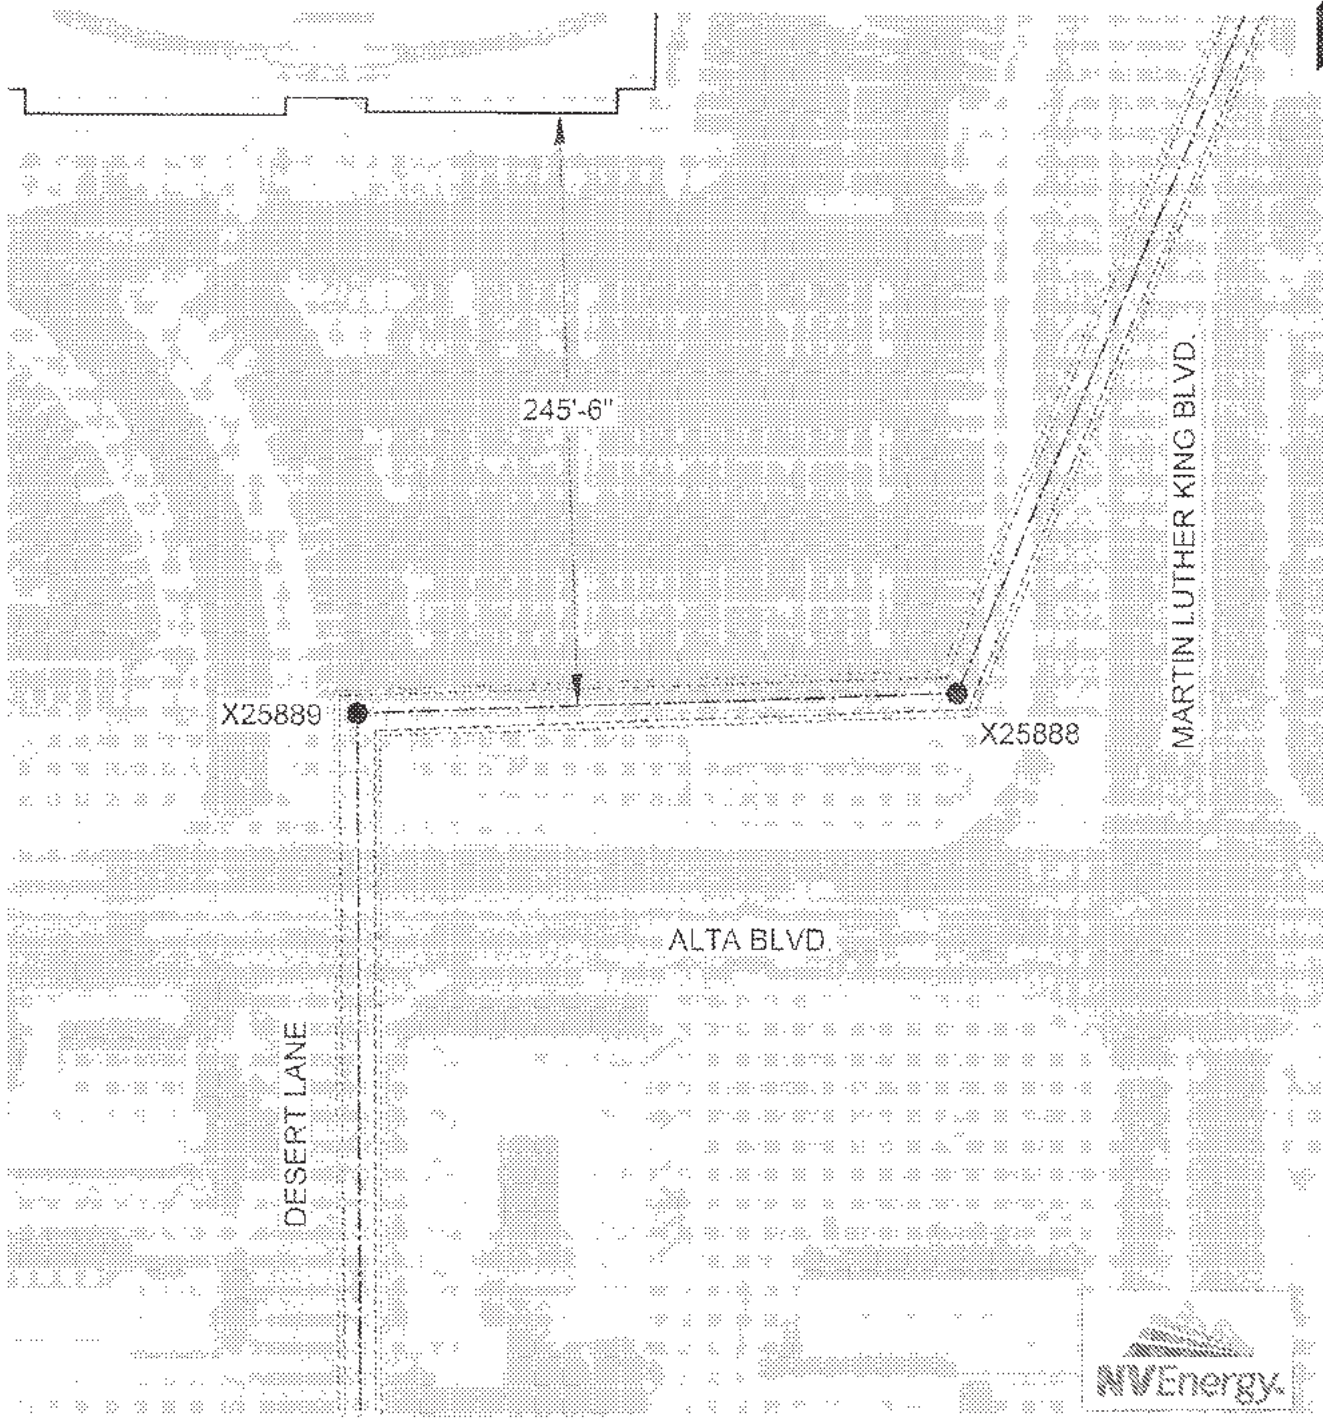 245'-6"
MARTIN LUTHER KING BLVD.
X25889
X25888
ALTA BLVD.
DESERT LANE
NVEnergy.